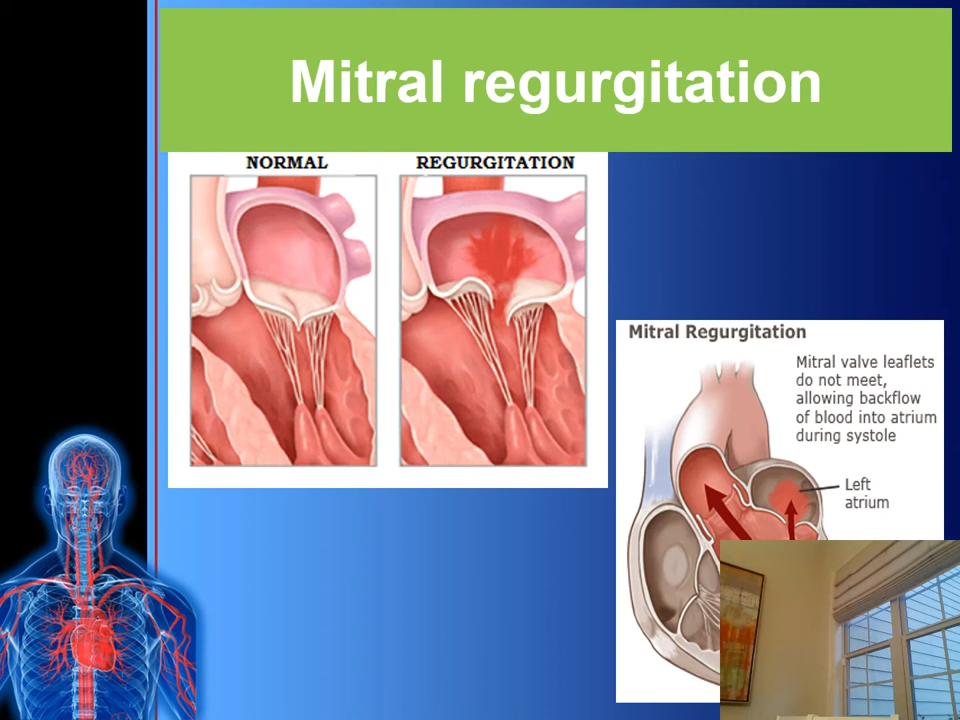 Mitral regurgitation
NORMAL
REGURGITATION
Mitral Regurgitation
Mitral valve leaflets
do not meet,
allowing backflow
of blood into atrium
during systole
Left
atrium